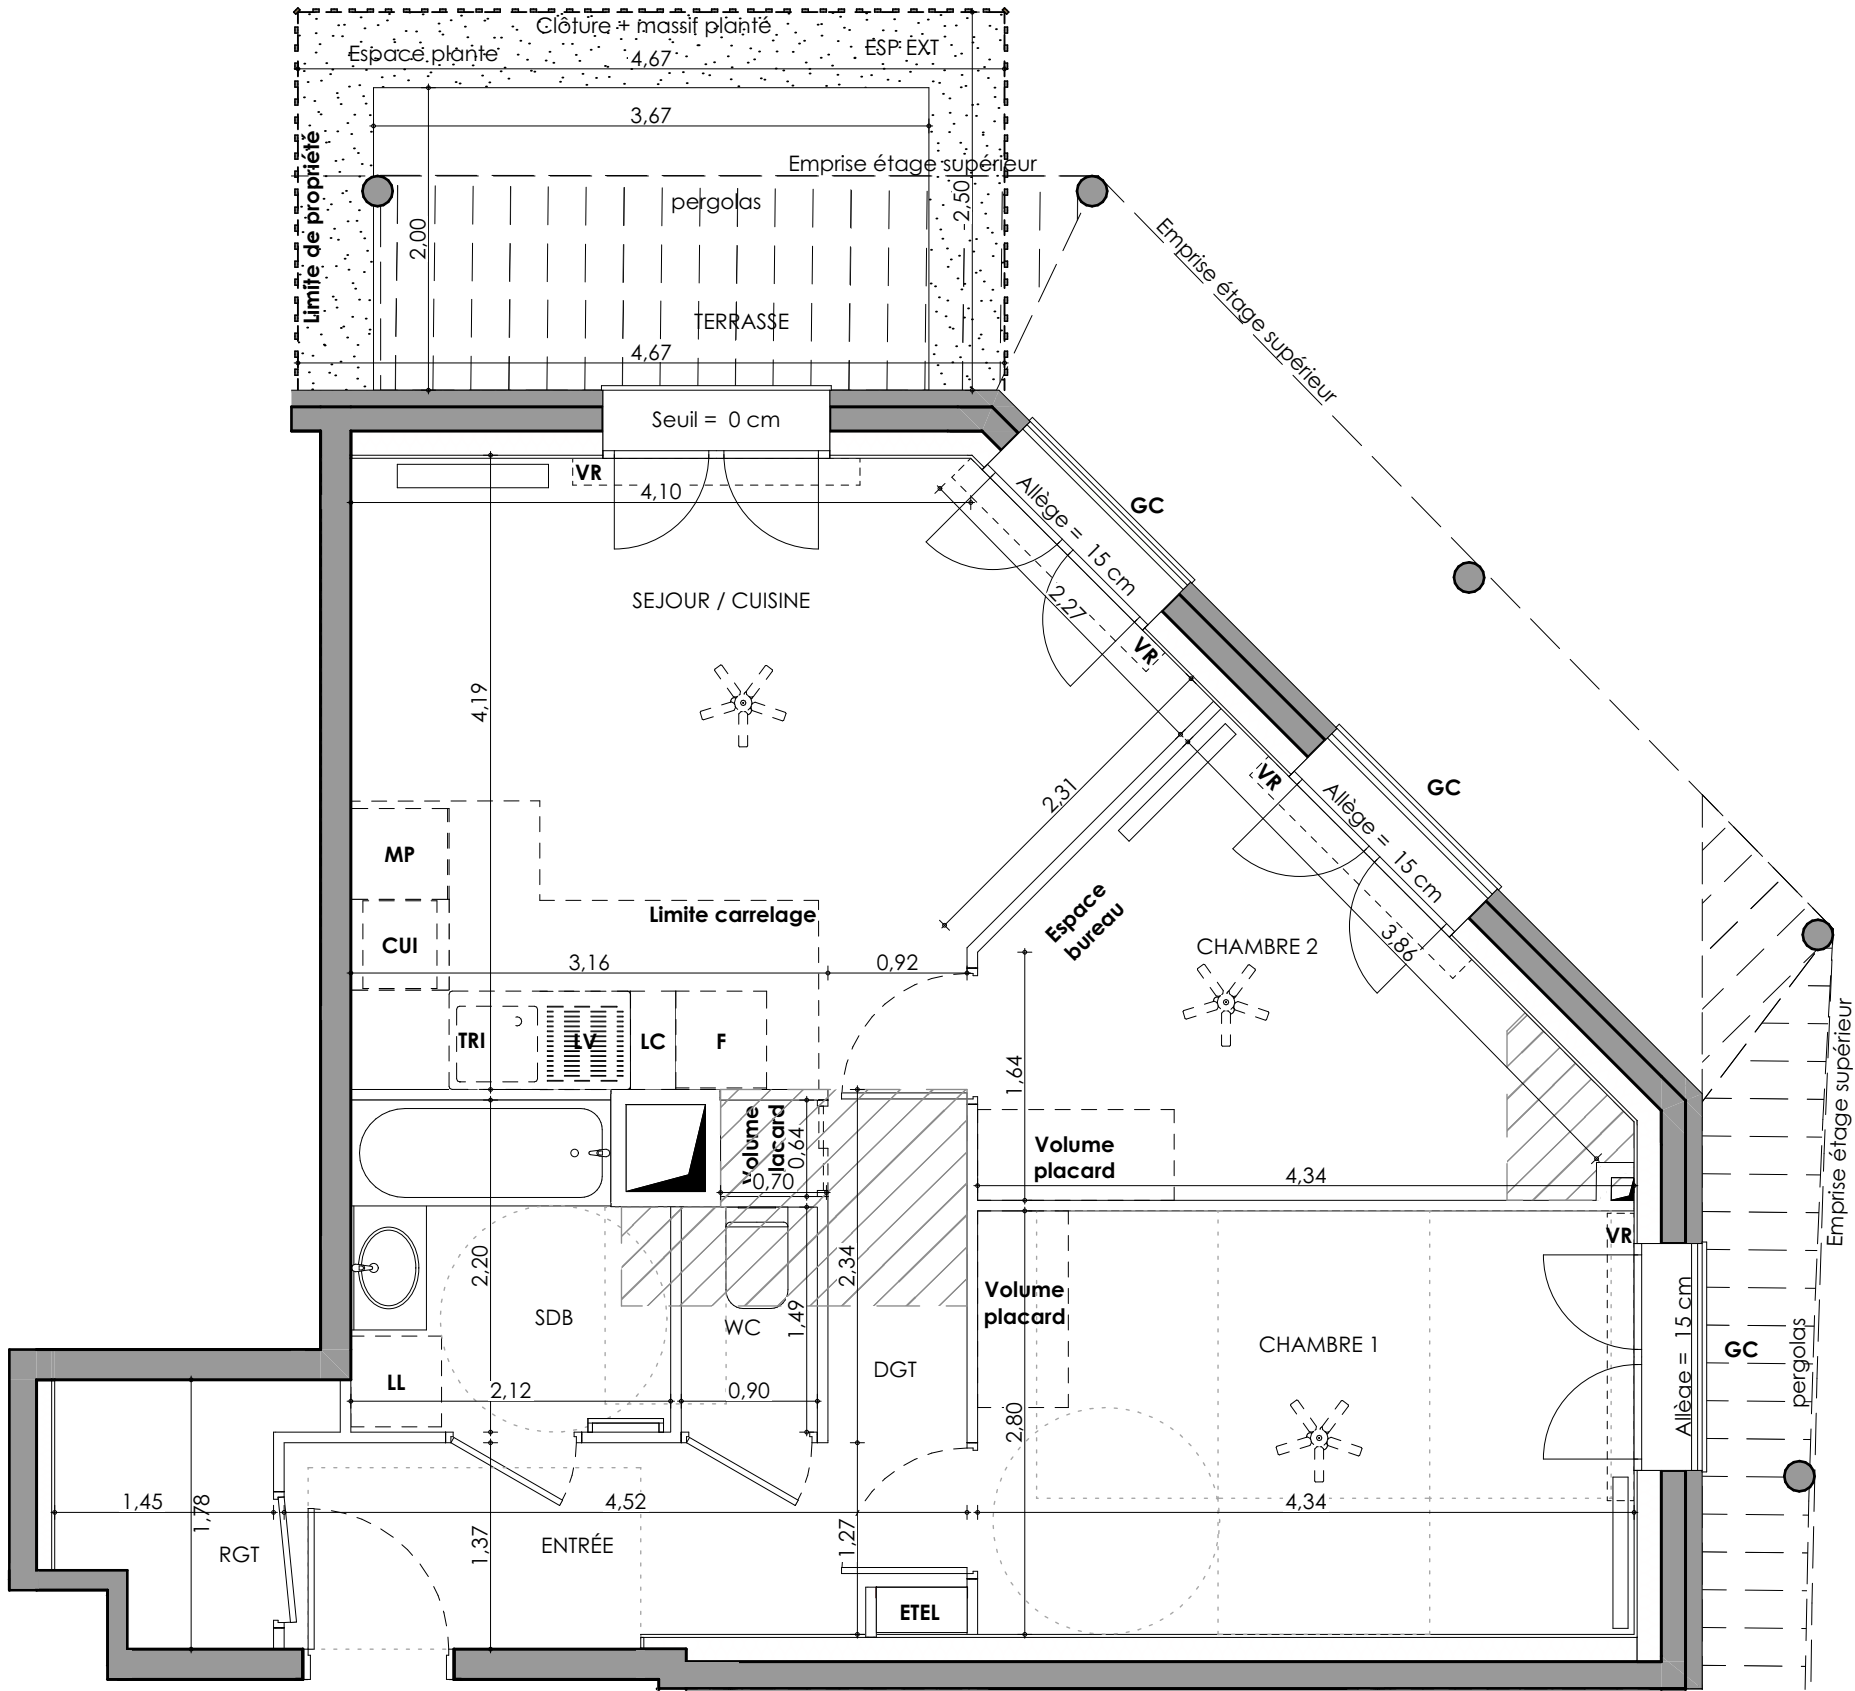 Clôture + massif planté
Espace plante
ESP EXT
4,67
3,67
Limite de propriété
Emprise étage supérieur
pergolas
2,50
2,00
Emprise étage supérieur
TERRASSE
4,67
Seuil = 0 cm
VR
4,10
Allège = 15 cm
GC
SEJOUR / CUISINE
2,27
VR
4,19
2,31
VR
Allège = 15 cm
GC
MP
Limite carrelage
Espace
bureau
CUI
CHAMBRE 2
3,86
3,16
0,92
Emprise étage supérieur
TRI
LV
LC
F
1,64
Volume
placard
0,64
0,70
Volume
placard
4,34
VR
2,20
2,34
Volume
placard
SDB
WC
1,49
CHAMBRE 1
Allège = 15 cm
GC
pergolas
DGT
LL
2,12
0,90
2,80
1,45
1,78
4,52
4,34
RGT
1,37
ENTRÉE
1,27
ETEL